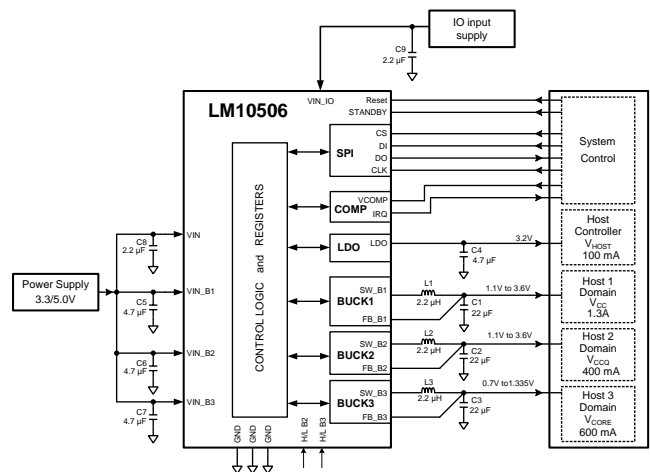 IO input
supply
C9
2.2 µF
VIN_IO
LM10506
Reset
STANDBY
CS
DI
DO
CLK
SPI
System
Control
VCOMP
IRQ
COMP
CONTROL LOGIC and REGISTERS
LDO
LDO
3.2V
C4
4.7 µF
Host
Controller
VHOST
100 mA
VIN
C8
2.2 µF
Power Supply
3.3/5.0V
VIN_B1
C5
4.7 µF
BUCK1
SW_B1
FB_B1
L1
2.2 µH
1.1V to 3.6V
C1
22 µF
Host 1
Domain
VCC
1.3A
VIN_B2
C6
4.7 µF
BUCK2
SW_B2
FB_B2
L2
2.2 µH
1.1V to 3.6V
C2
22 µF
Host 2
Domain
VCCQ
400 mA
VIN_B3
C7
4.7 µF
BUCK3
SW_B3
FB_B3
L3
2.2 µH
0.7V to1.335V
C3
22 µF
Host 3
Domain
VCORE
600 mA
GND
GND
GND
H/L B2
H/L B3